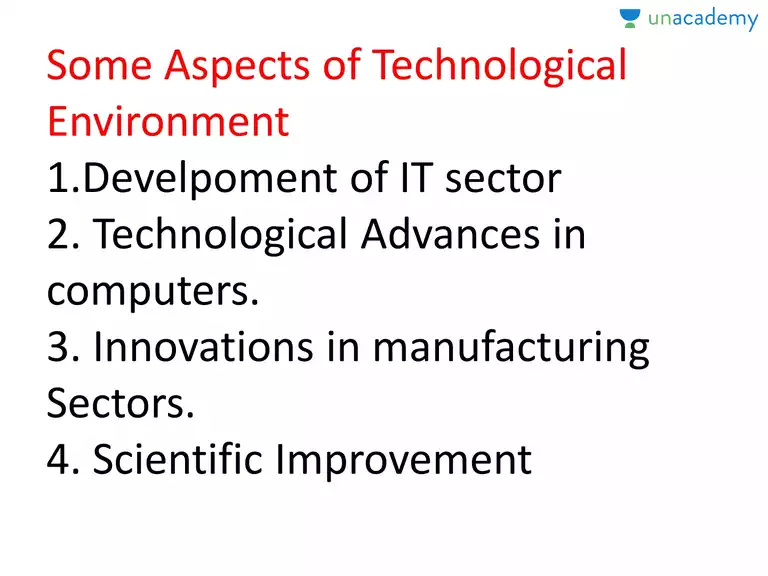 unacademy
Some Aspects of Technological
Environment
1.Develpoment of IT sector
2. Technological Advances in
computers.
3. Innovations in manufacturing
Sectors.
4. Scientific Improvement